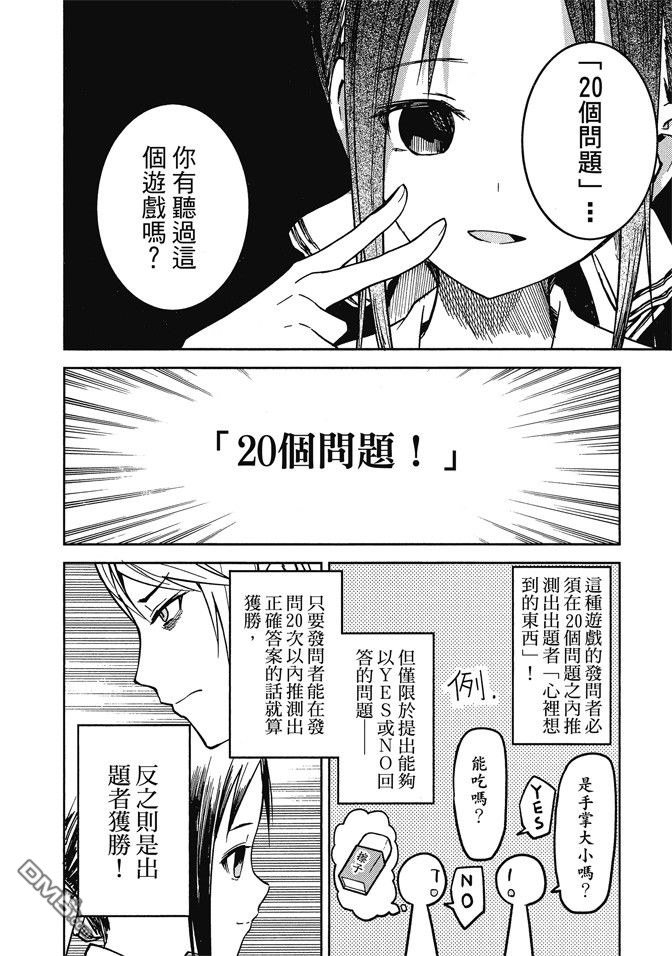 「20個問題」…
你有聽過這
個遊戲嗎？
「20個問題！」
這種遊戲的發問者必
須在20個問題之內推
測出出題者「心裡想
到的東西」！
但僅限於提出能夠
以YES或NO回
答的問題——
例.
是手掌大小嗎？
YES
能吃嗎？
NO
擦子
只要發問者能在發
問20次以內推測出
正確答案的話就算
獲勝，
反之則是出
題者獲勝！